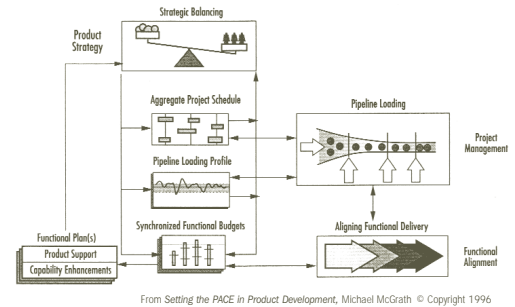 Strategic Balancing
Product
Strategy
Aggregate Project Schedule
Pipeline Loading
Project
Management
Pipeline Loading Profile
Synchronized Functional Budgets
Aligning Functional Delivery
Functional Plan(s)
Product Support
Capability Enhancements
Functional
Alignment
From Setting the PACE in Product Development, Michael McGrath © Copyright 1996